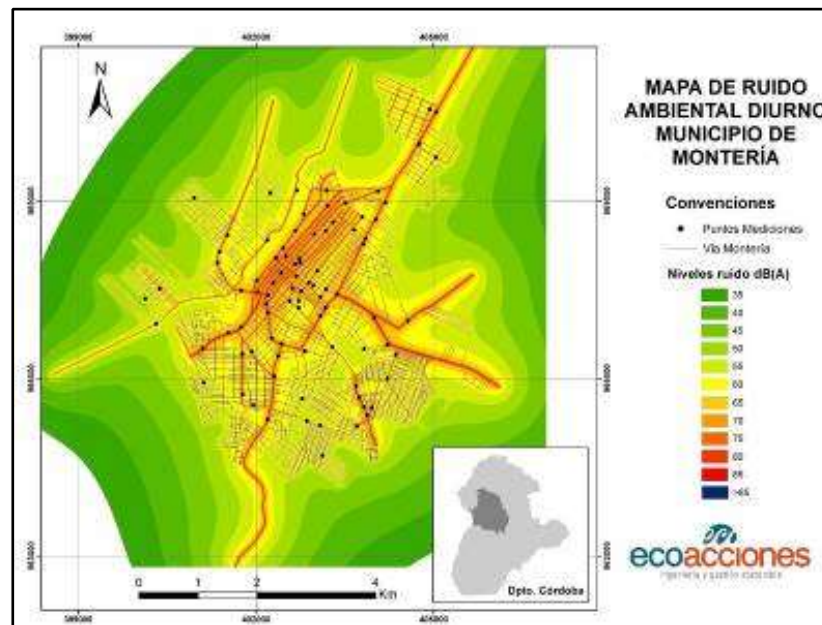 MAPA DE RUIDO
AMBIENTAL DIURNO
MUNICIPIO DE
MONTERÍA
Convenciones
Puntos Mediciones
Vía Montería
Niveles ruido dB(A)
35
40
45
50
55
60
65
70
75
80
85
>85
N
0 1 2 4
Km
Dpto. Córdoba
ecoacciones